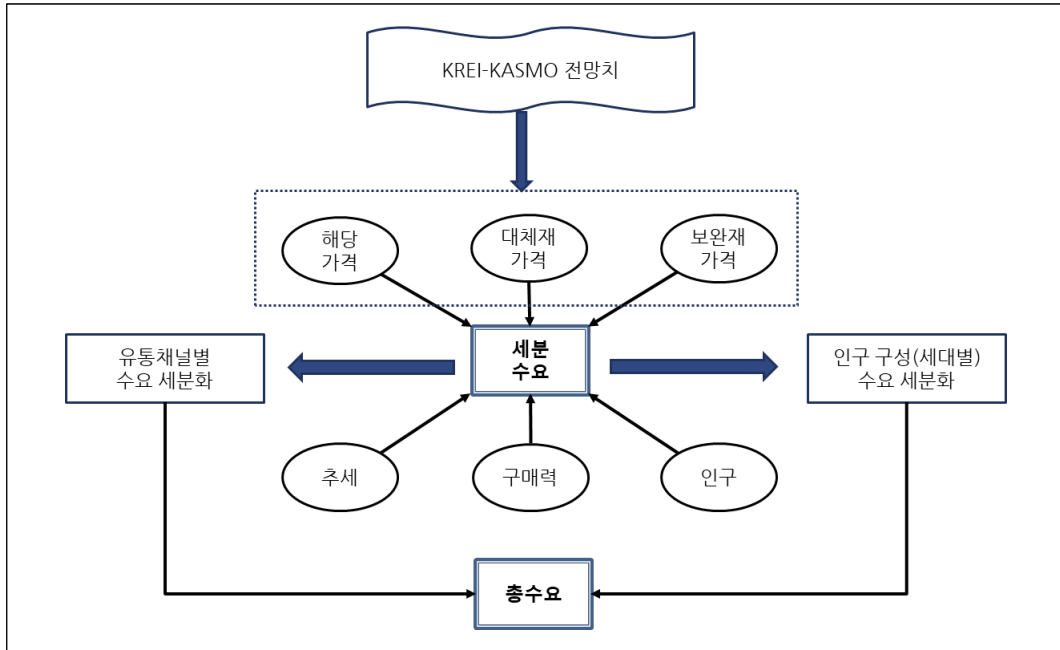 KREI-KASMO 전망치
해당
가격
대체재
가격
보완재
가격
세분
수요
유통채널별
수요 세분화
인구 구성(세대별)
수요 세분화
추세
구매력
인구
총수요